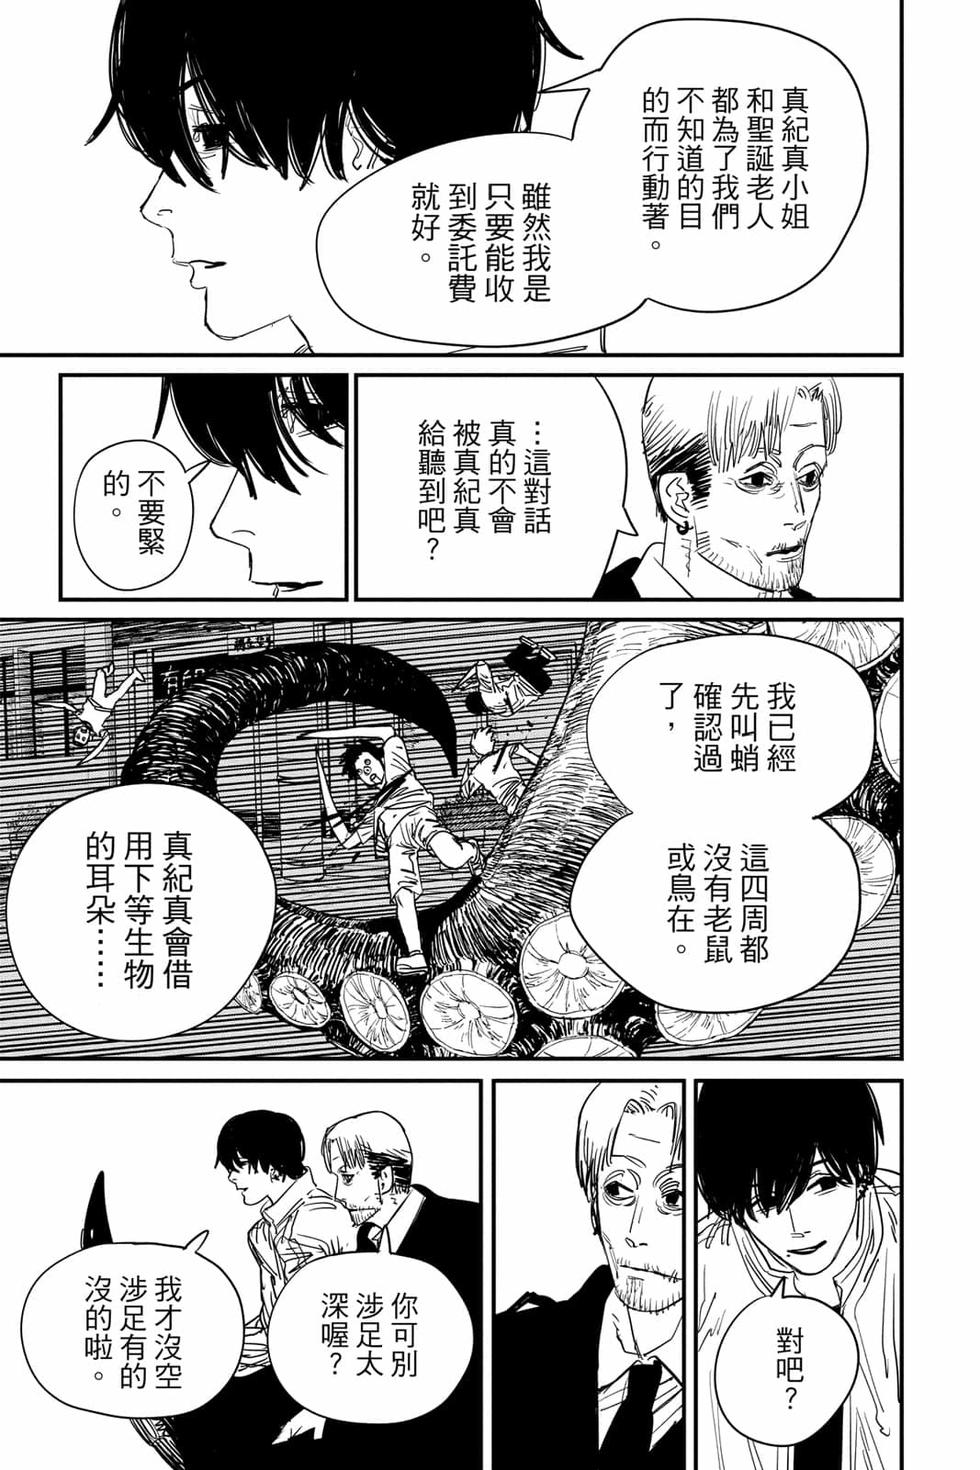 真紀真小姐
和聖誕老人
都為了我們
不知道的目
的而行動著。
雖然我是
只要能收
到委託費
就好。
…這對話
真的不會
被真紀真
給聽到吧？
不要緊
的。
我已經
先叫蛸
確認過
了，
這四周都
沒有老鼠
或鳥在。
真紀真會借
用下等生物
的耳朵……
對吧？
你可別
涉足太
深喔？
我才沒空
涉足有的
沒的啦。